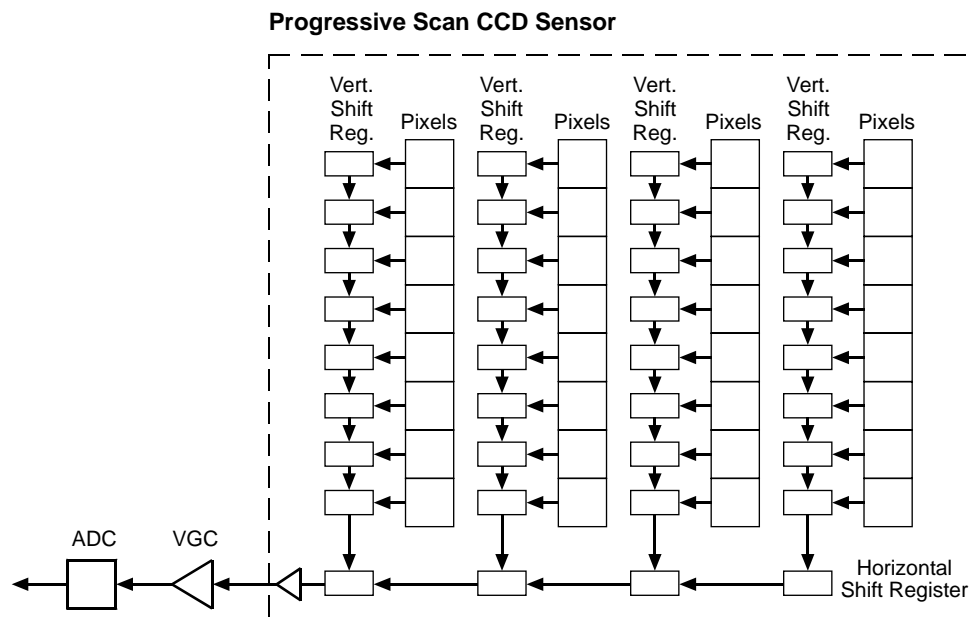 Progressive Scan CCD Sensor
Vert.
Shift
Reg.
Pixels
Vert.
Shift
Reg.
Pixels
Vert.
Shift
Reg.
Pixels
Vert.
Shift
Reg.
Pixels
ADC
VGC
Horizontal
Shift Register